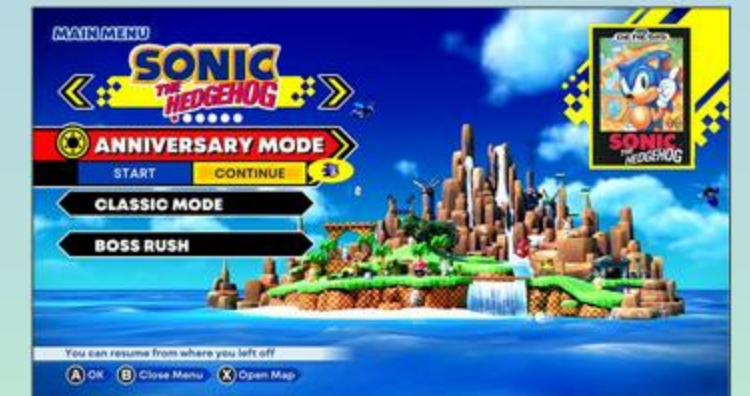 MAIN MENU
SONIC
THE
HEDGEHOG
GENESIS
SONIC
THE
HEDGEHOG
ANNIVERSARY MODE
START CONTINUE
CLASSIC MODE
BOSS RUSH
You can resume from where you left off
A OK B Close Menu X Open Map